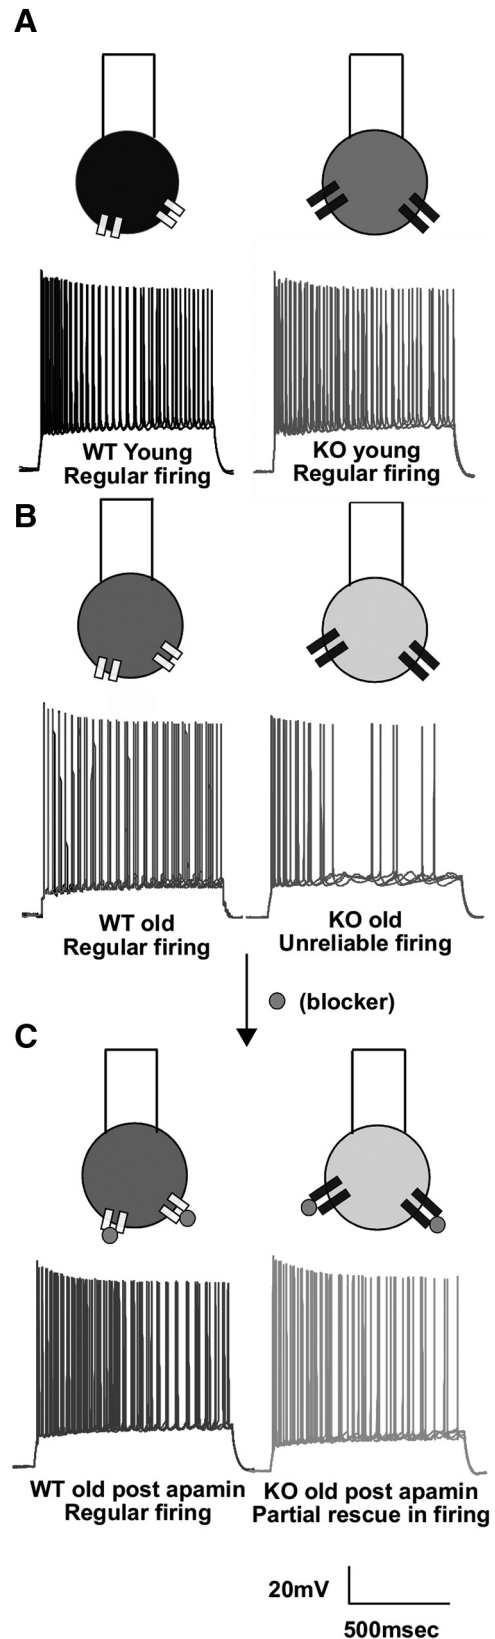 A
WT Young
Regular firing
KO young
Regular firing
B
WT old
Regular firing
KO old
Unreliable firing
(blocker)
C
WT old post apamin
Regular firing
KO old post apamin
Partial rescue in firing
20mV
500msec